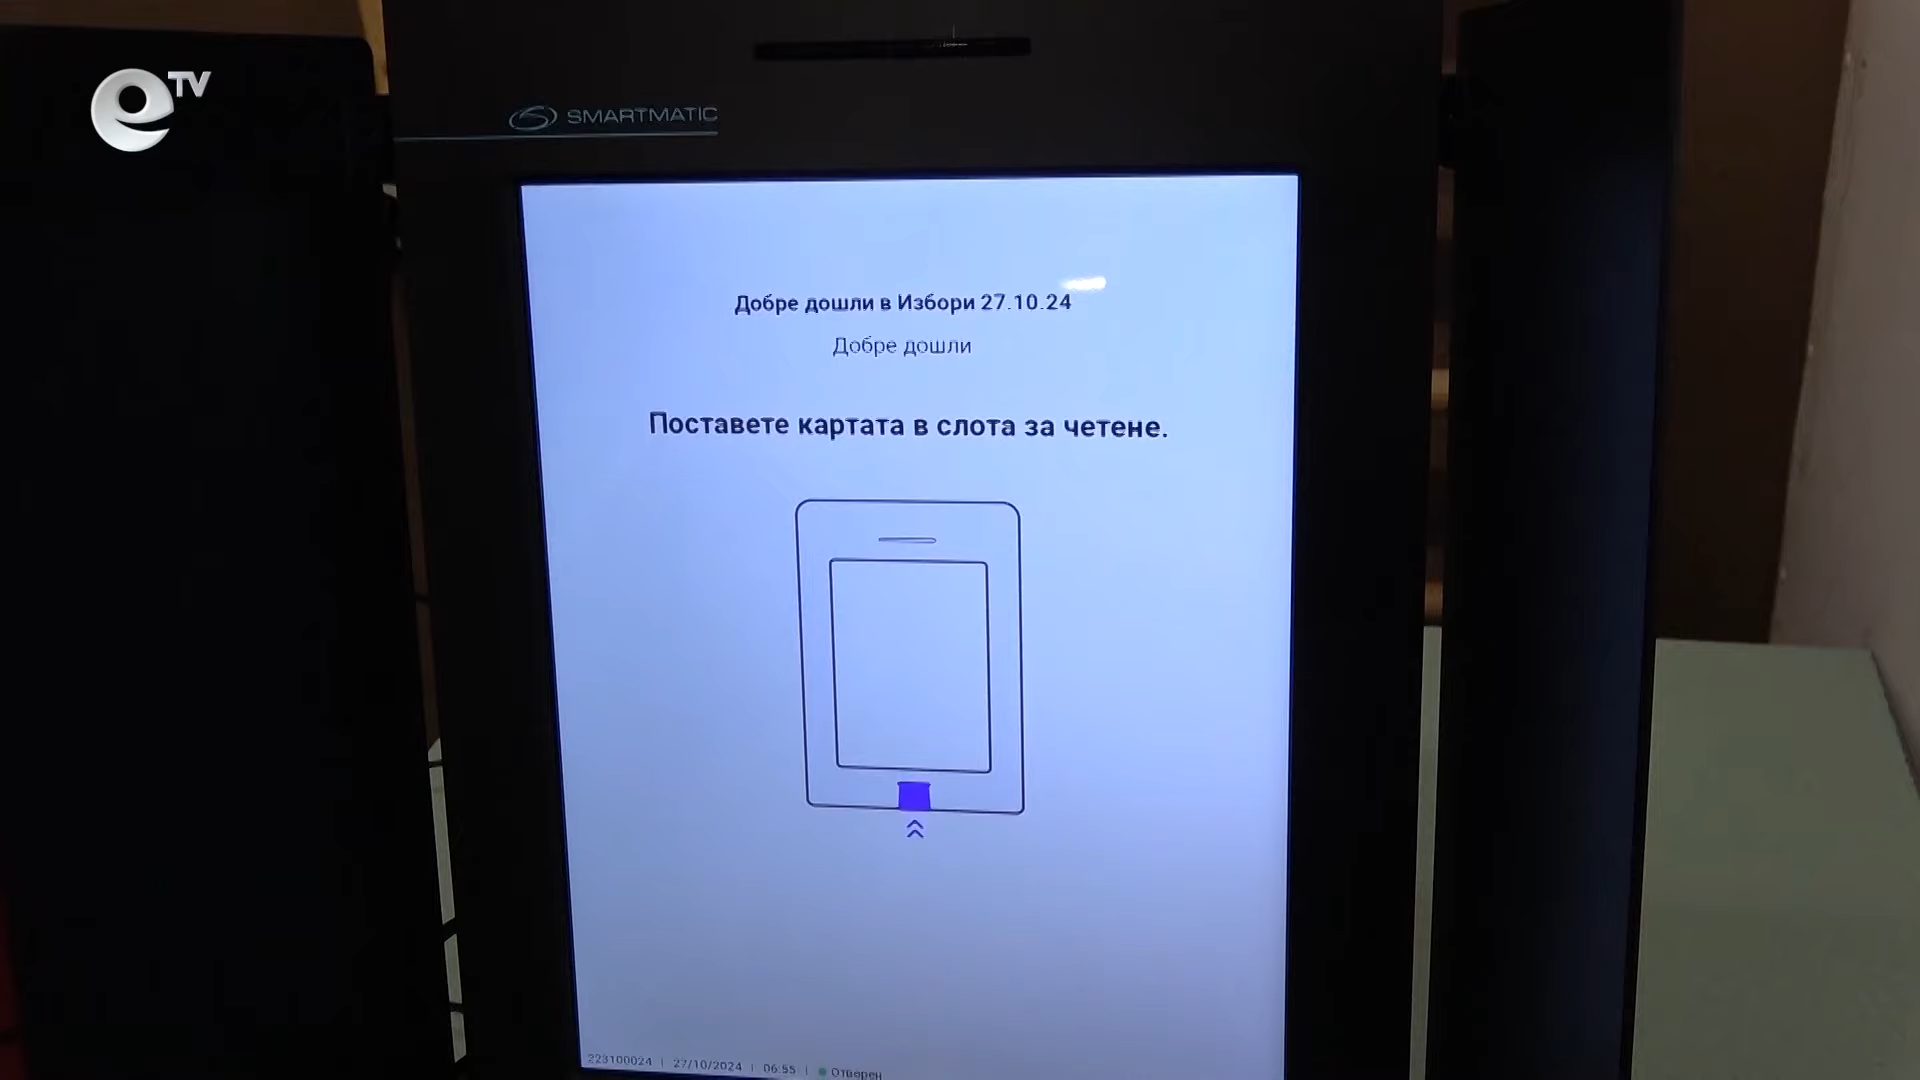 e TV
SMARTMATIC
Добре дошли в Избори 27.10.24
Добре дошли
Поставете картата в слота за четене.
223100024 | 27/10/2024 | 06:55 | Отворен